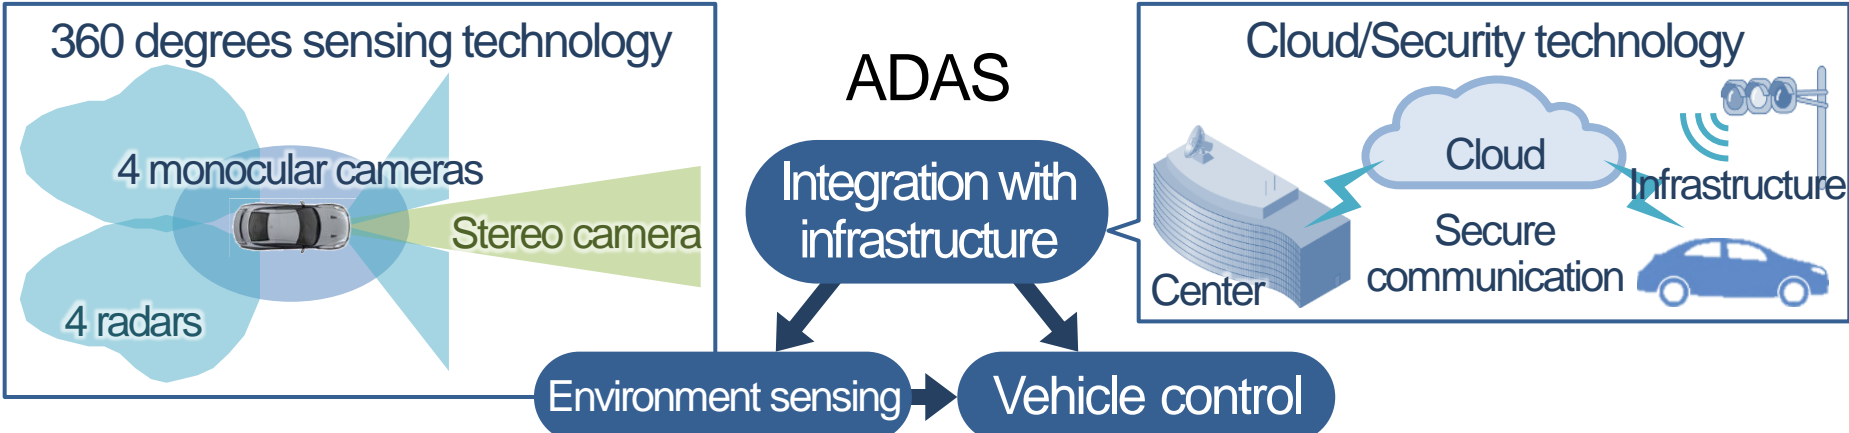 360 degrees sensing technology
4 monocular cameras
Stereo camera
4 radars
ADAS
Integration with
infrastructure
Environment sensing
Vehicle control
Cloud/Security technology
Cloud
Infrastructure
Secure
communication
Center